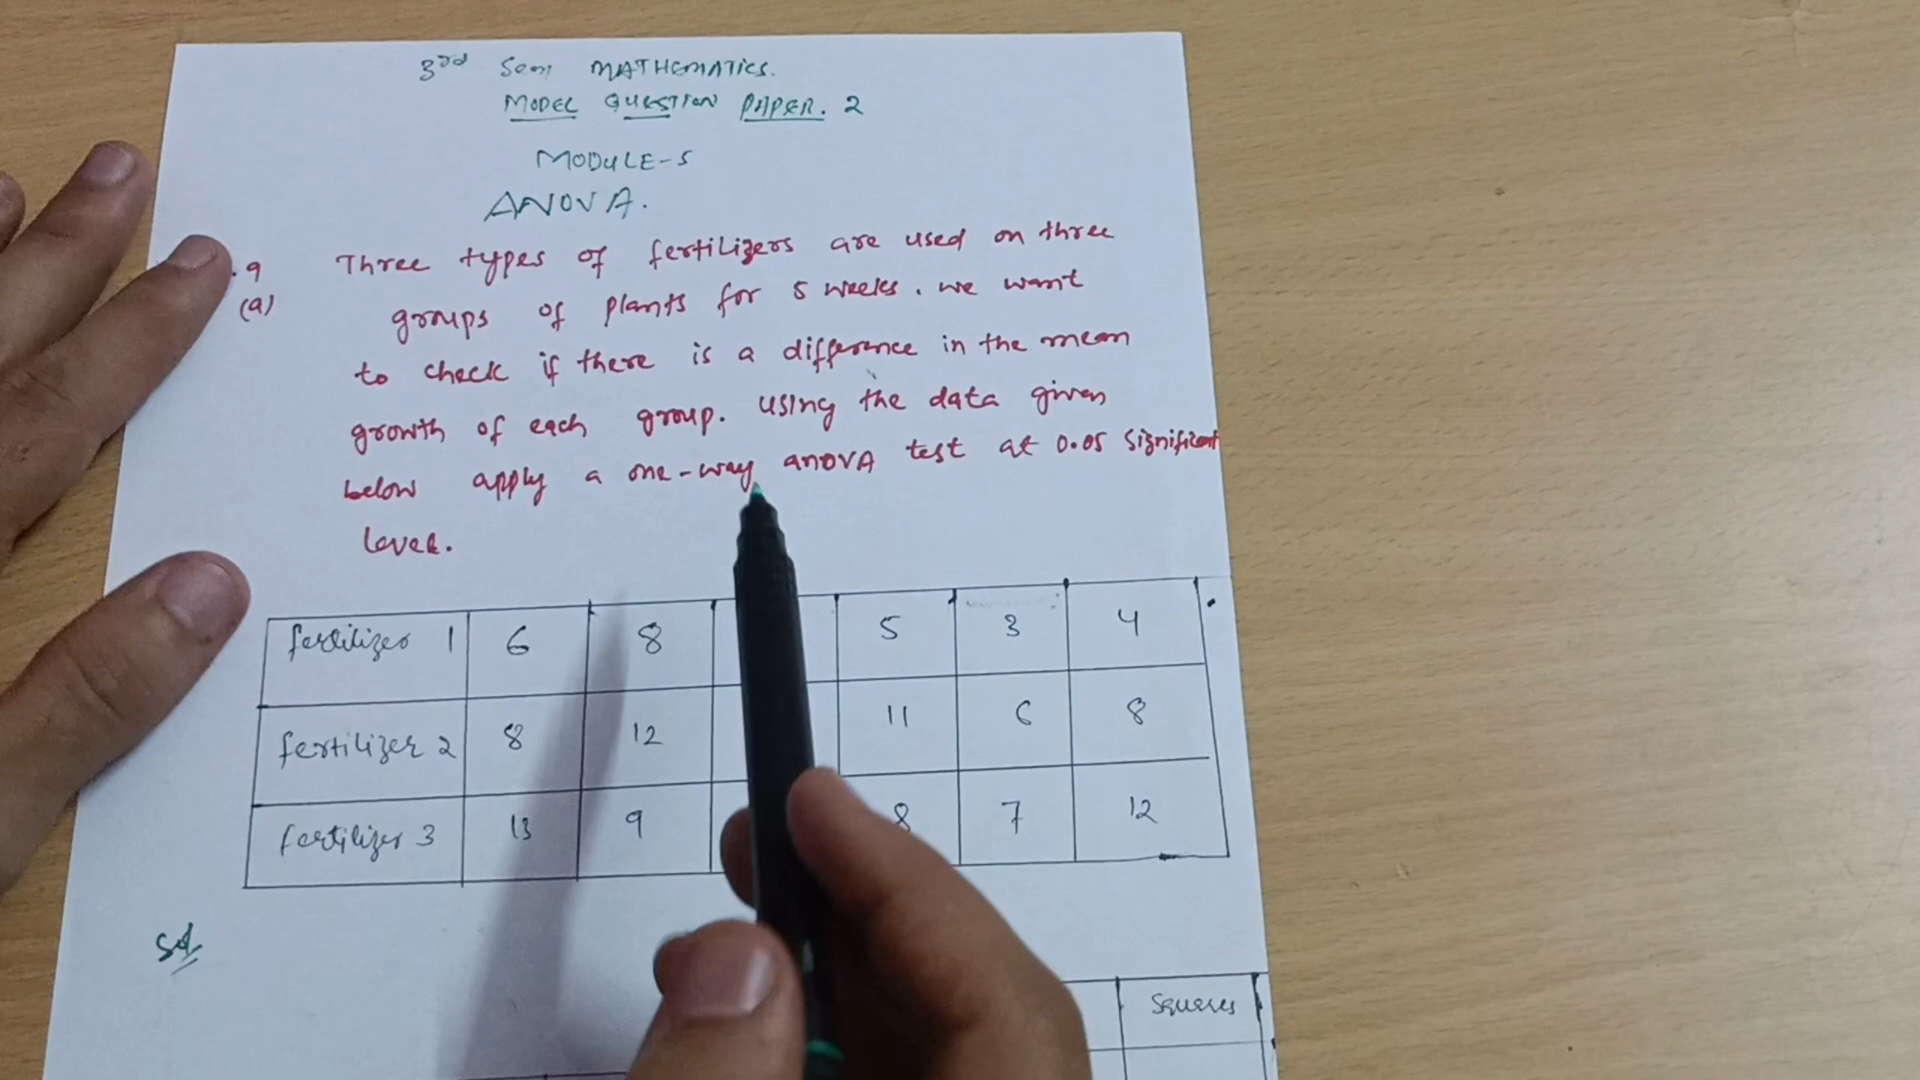 3rd Sem MATHEMATICS.
MODEL QUESTION PAPER. 2
MODULE-5
ANOVA.
.9 Three types of fertilizers are used on three
(a) groups of plants for 5 weeks. we want
to check if there is a difference in the mean
growth of each group. using the data given
below apply a one-way anovA test at 0.05 significant
level.
fertilizer 1 6 8 5 3 4
fertilizer 2 8 12 11 6 8
fertilizer 3 13 9 8 7 12
Sol
Squares